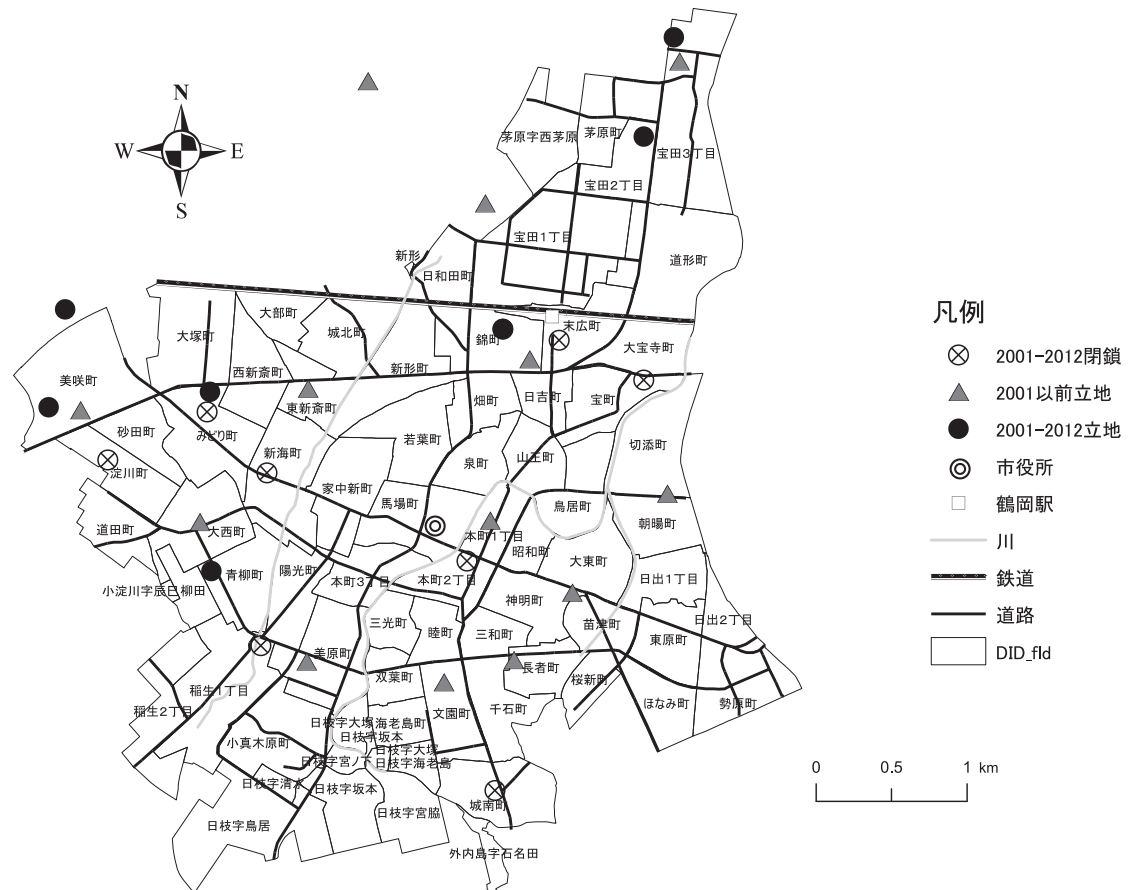 N
W
E
S
茅原字西茅原
茅原町
宝田3丁目
宝田2丁目
宝田1丁目
新形
日和田町
道形町
大部町
大塚町
城北町
錦町
末広町
大宝寺町
美咲町
西新斎町
新形町
東新斎町
畑町
日吉町
宝町
砂田町
みどり町
若葉町
切添町
新海町
泉町
山王町
淀川町
家中新町
馬場町
鳥居町
道田町
大西町
本町1丁目
朝暘町
昭和町
大東町
青柳町
陽光町
本町3丁目
本町2丁目
日出1丁目
小淀川字辰巳柳田
神明町
三光町
睦町
三和町
苗津町
東原町
日出2丁目
美原町
双葉町
長者町
桜新町
稲生1丁目
稲生2丁目
文園町
千石町
ほなみ町
勢原町
日枝字大塚
海老島町
日枝字坂本
小真木原町
日枝字大塚
日枝字宮ノ下
日枝字海老島
日枝字清水
日枝字坂本
日枝字宮脇
城南町
日枝字鳥居
外内島字石名田
凡例
2001-2012閉鎖
2001以前立地
2001-2012立地
市役所
鶴岡駅
川
鉄道
道路
DID_fld
0 0.5 1 km